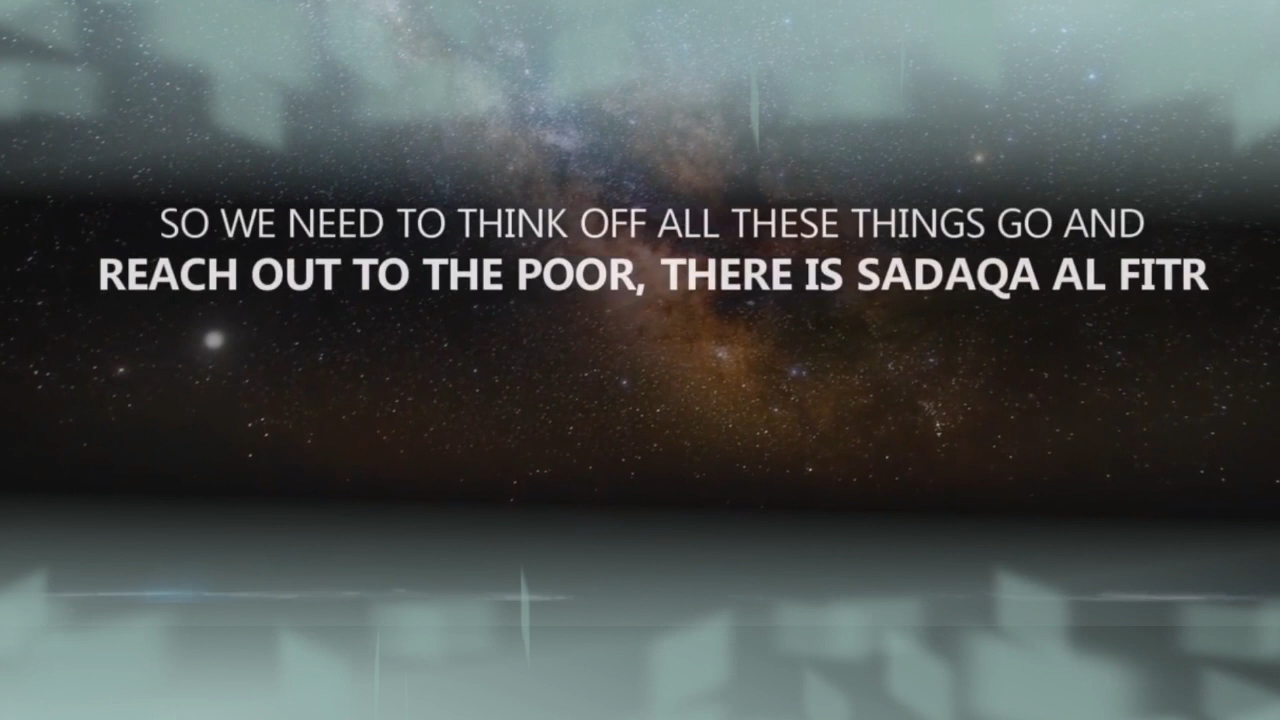 SO WE NEED TO THINK OFF ALL THESE THINGS GO AND
REACH OUT TO THE POOR, THERE IS SADAQA AL FITR